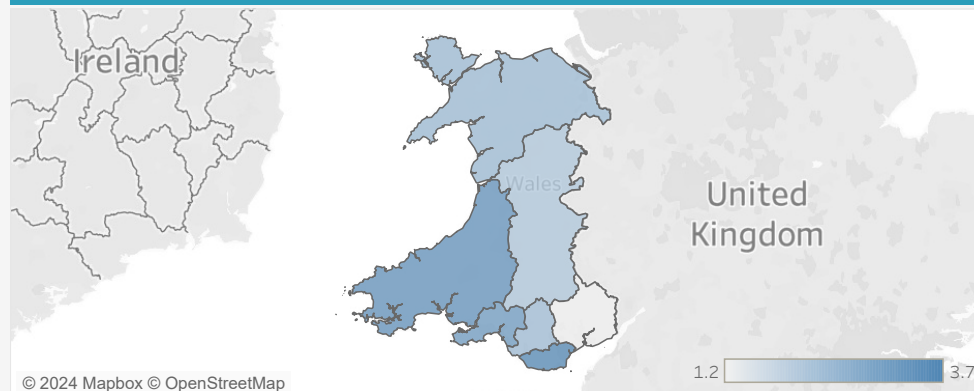 Ireland
Wales
United
Kingdom
1.2
3.7
© 2024 Mapbox © OpenStreetMap